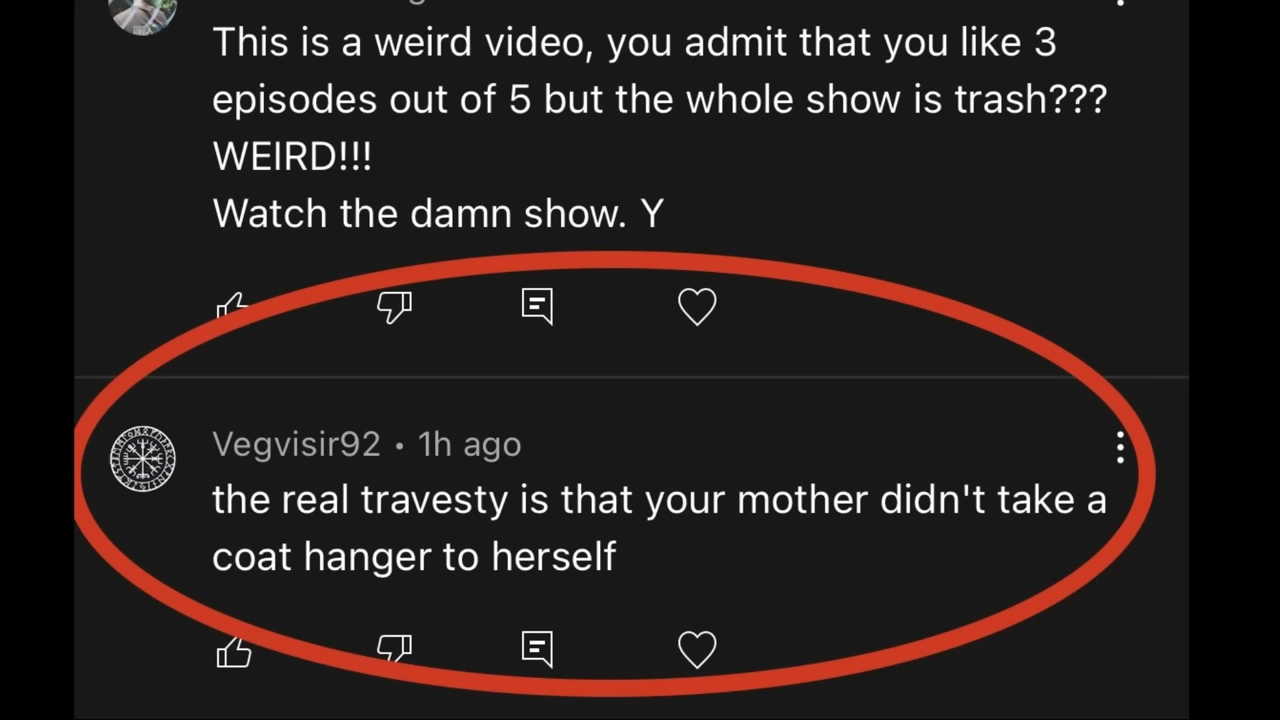 This is a weird video, you admit that you like 3
episodes out of 5 but the whole show is trash???
WEIRD!!!
Watch the damn show. Y
Vegvisir92 • 1h ago
the real travesty is that your mother didn't take a
coat hanger to herself